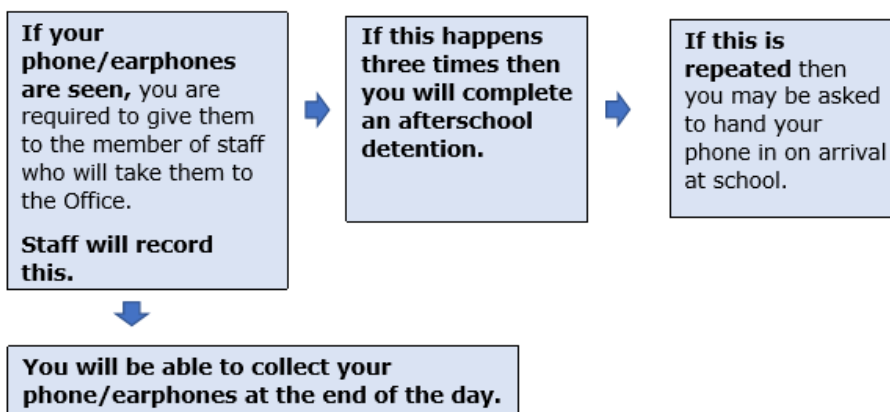 If your
phone/earphones
are seen, you are
required to give them
to the member of staff
who will take them to
the Office.
Staff will record
this.
If this happens
three times then
you will complete
an afterschool
detention.
If this is
repeated then
you may be asked
to hand your
phone in on arrival
at school.
You will be able to collect your
phone/earphones at the end of the day.